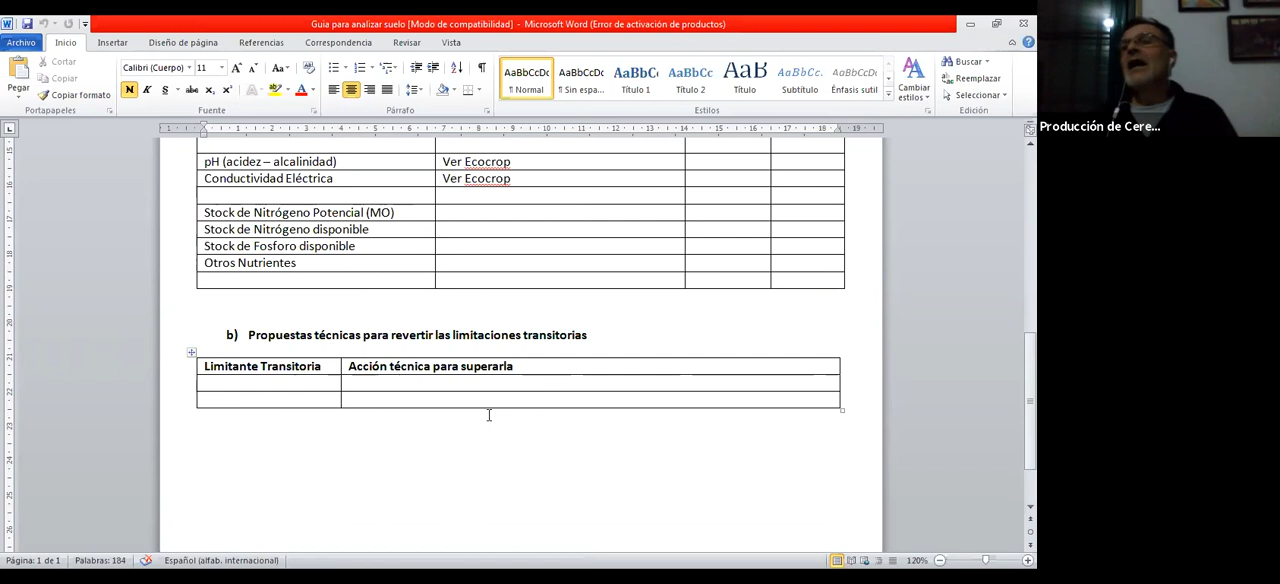 Guia para analizar suelo [Modo de compatibilidad] - Microsoft Word (Error de activación de productos)
Archivo Inicio Insertar Diseño de página Referencias Correspondencia Revisar Vista
Pegar
Cortar
Copiar
Copiar formato
Portapapeles
Calibri (Cuerpo) 11
Fuente
Párrafo
AaBbCcDc AaBbCcDc AaBbC AaBbCc AaB AaBbCc. AaBbCcDc
¶ Normal ¶ Sin espa... Título 1 Título 2 Título Subtítulo Énfasis sutil
Cambiar estilos
Estilos
Buscar
Reemplazar
Seleccionar
Edición
Producción de Cere...
pH (acidez – alcalinidad) Ver Ecocrop
Conductividad Eléctrica Ver Ecocrop
Stock de Nitrógeno Potencial (MO)
Stock de Nitrógeno disponible
Stock de Fosforo disponible
Otros Nutrientes
b) Propuestas técnicas para revertir las limitaciones transitorias
Limitante Transitoria Acción técnica para superarla
Página: 1 de 1 Palabras: 184 Español (alfab. internacional) 120%